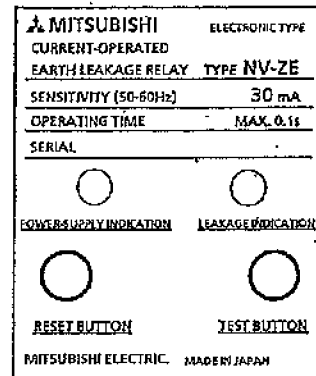 MITSUBISHI ELECTRONIC TYPE
CURRENT-OPERATED
EARTH LEAKAGE RELAY TYPE NV-ZE
SENSITIVITY (50-60Hz) 30 mA
OPERATING TIME MAX. 0.1s
SERIAL
POWER-SUPPLY INDICATION LEAKAGE INDICATION
RESET BUTTON TEST BUTTON
MITSUBISHI ELECTRIC. MADE IN JAPAN